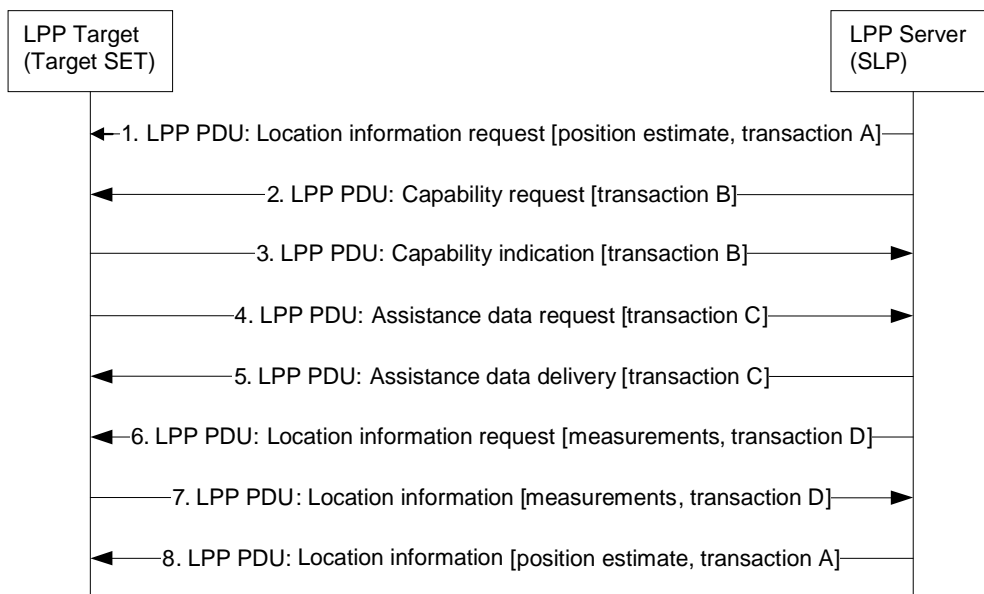 LPP Target
(Target SET)
LPP Server
(SLP)
1. LPP PDU: Location information request [position estimate, transaction A]
2. LPP PDU: Capability request [transaction B]
3. LPP PDU: Capability indication [transaction B]
4. LPP PDU: Assistance data request [transaction C]
5. LPP PDU: Assistance data delivery [transaction C]
6. LPP PDU: Location information request [measurements, transaction D]
7. LPP PDU: Location information [measurements, transaction D]
8. LPP PDU: Location information [position estimate, transaction A]